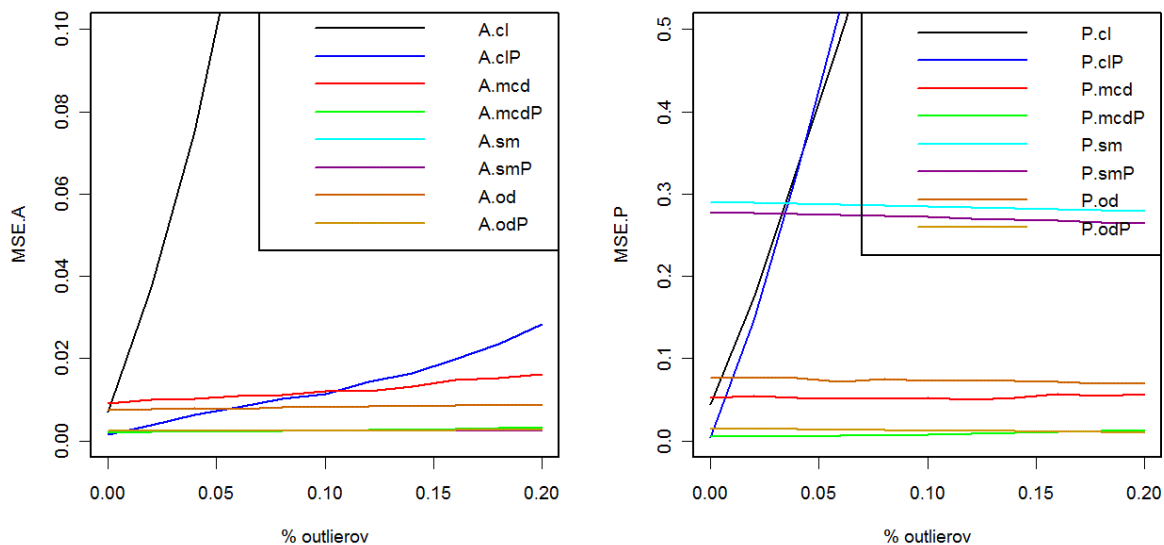 A.cl
A.clP
A.mcd
A.mcdP
A.sm
A.smP
A.od
A.odP
MSE.A
0.00
0.02
0.04
0.06
0.08
0.10
0.00
0.05
0.10
0.15
0.20
% outlierov
P.cl
P.clP
P.mcd
P.mcdP
P.sm
P.smP
P.od
P.odP
MSE.P
0.0
0.1
0.2
0.3
0.4
0.5
0.00
0.05
0.10
0.15
0.20
% outlierov